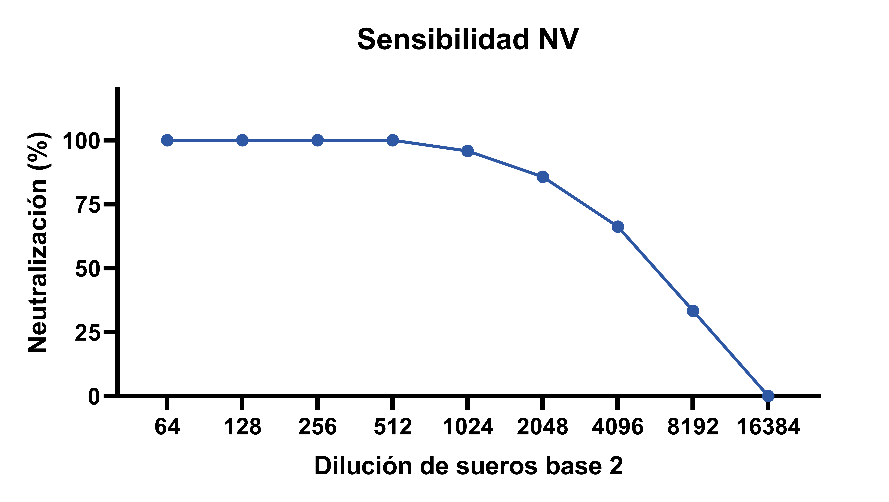 Sensibilidad NV
Neutralización (%)
100
75
50
25
0
64 128 256 512 1024 2048 4096 8192 16384
Dilución de sueros base 2